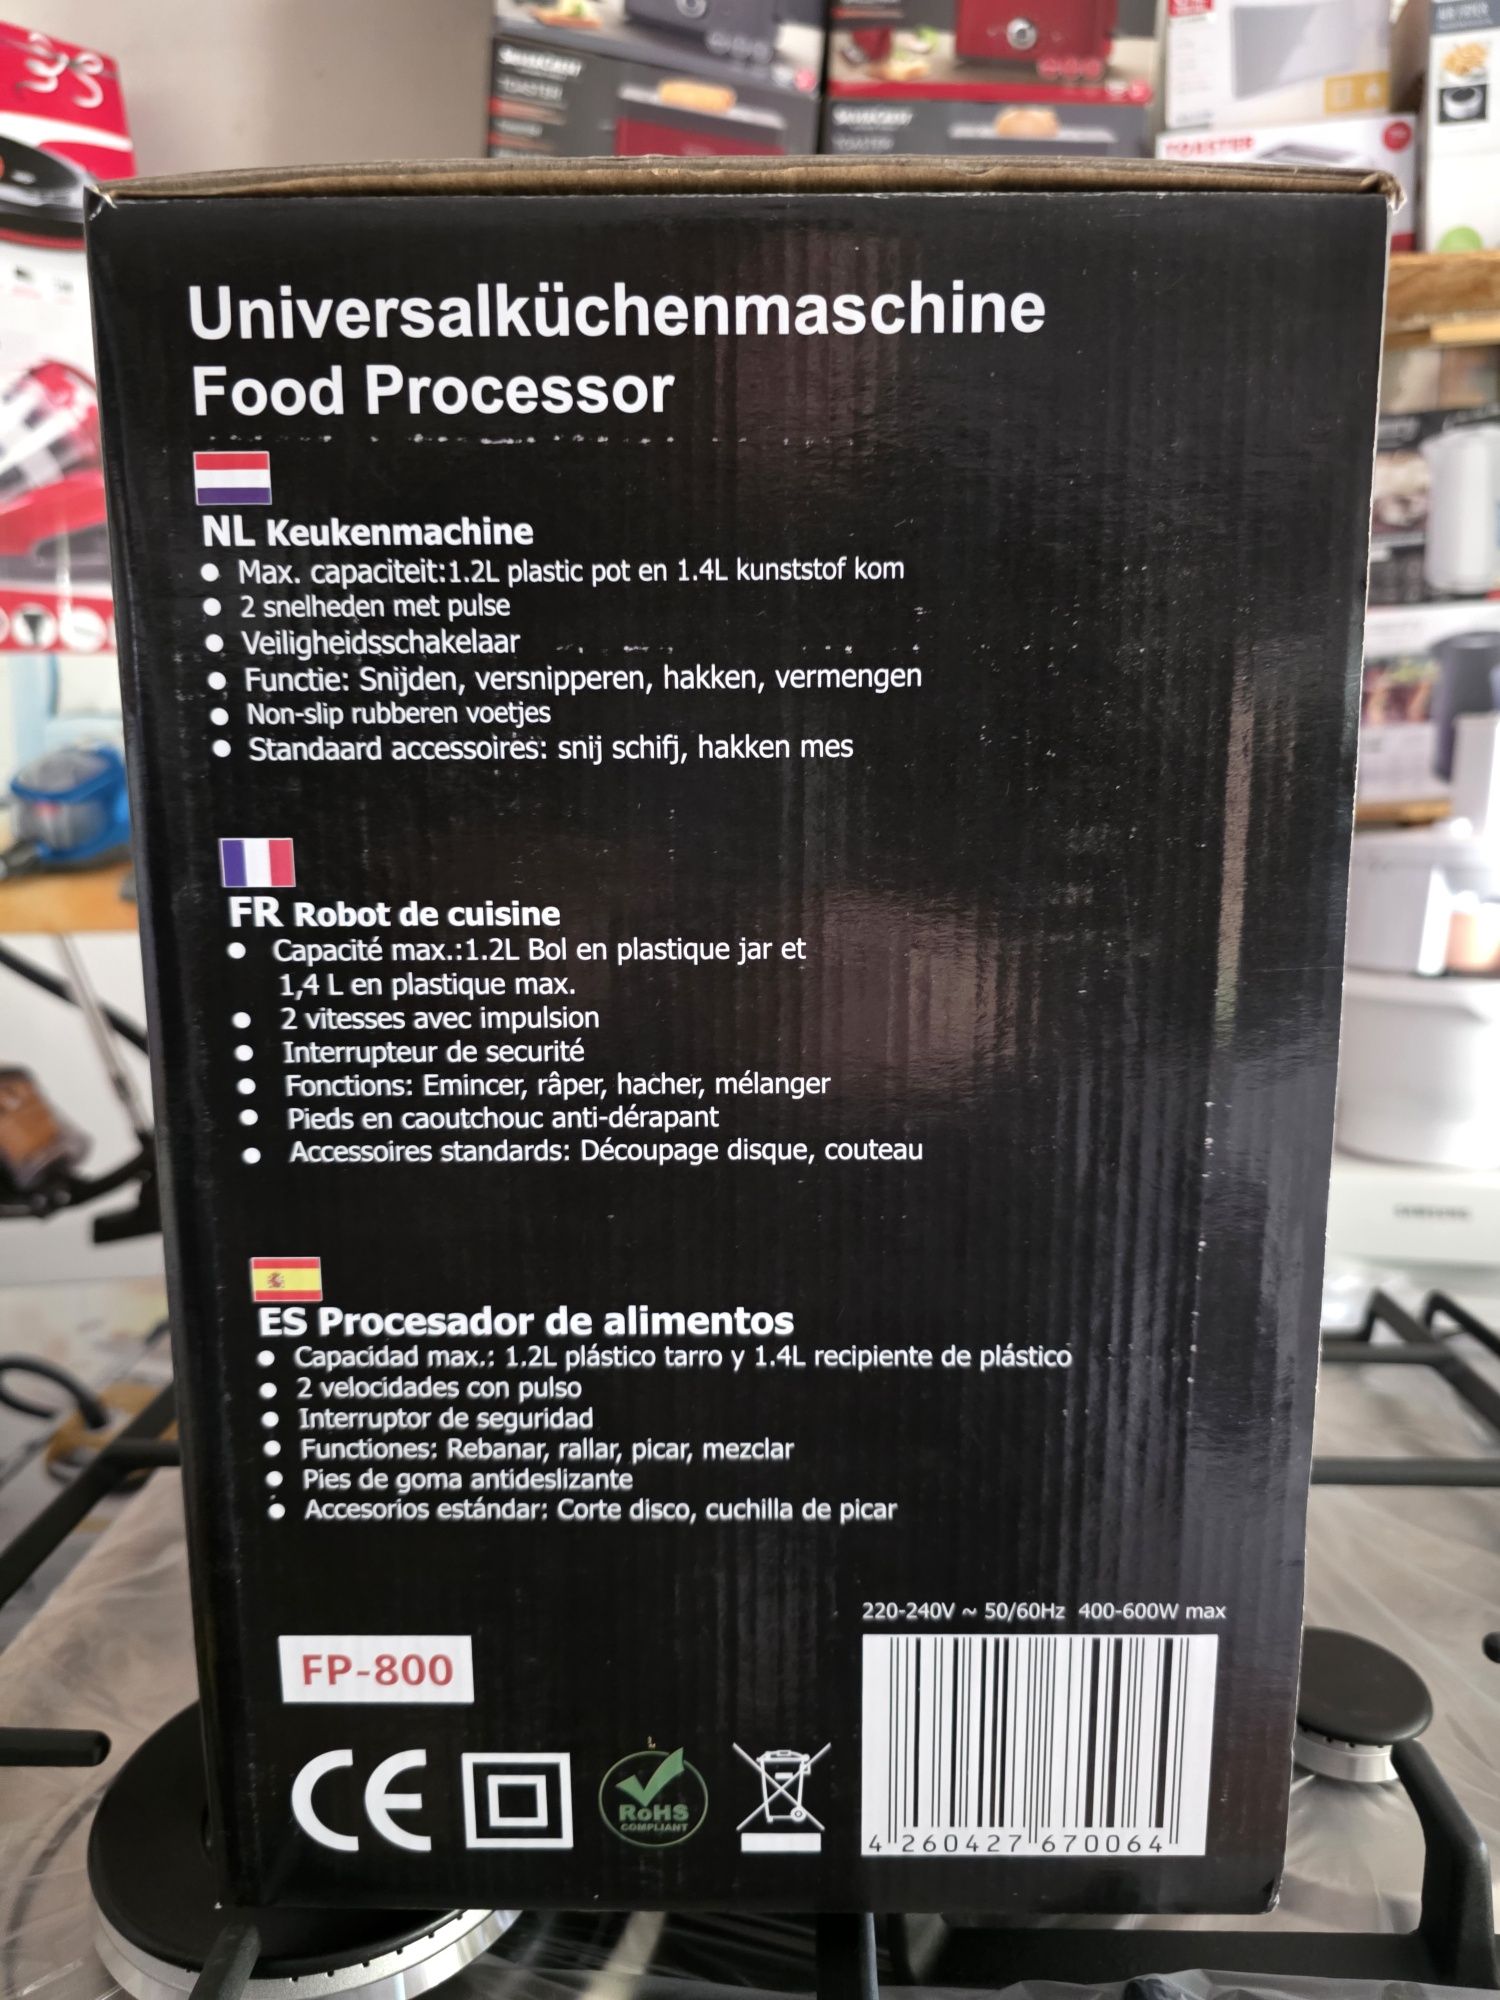 Universalküchenmaschine
Food Processor
NL Keukenmachine
● Max. capaciteit:1.2L plastic pot en 1.4L kunststof kom
● 2 snelheden met pulse
● Veiligheidsschakelaar
● Functie: Snijden, versnipperen, hakken, vermengen
● Non-slip rubberen voetjes
● Standaard accessoires: snij schifj, hakken mes
FR Robot de cuisine
● Capacité max.:1.2L Bol en plastique jar et
1,4 L en plastique max.
● 2 vitesses avec impulsion
● Interrupteur de securité
● Fonctions: Emincer, râper, hacher, mélanger
● Pieds en caoutchouc anti-dérapant
● Accessoires standards: Découpage disque, couteau
ES Procesador de alimentos
● Capacidad max.: 1.2L plástico tarro y 1.4L recipiente de plástico
● 2 velocidades con pulso
● Interruptor de seguridad
● Functiones: Rebanar, rallar, picar, mezclar
● Pies de goma antideslizante
● Accesorios estándar: Corte disco, cuchilla de picar
220-240V ~ 50/60Hz 400-600W max
FP-800
CE
RoHS
COMPLIANT
4 260427 670064
TOASTER
TOASTER
SAMSUNG